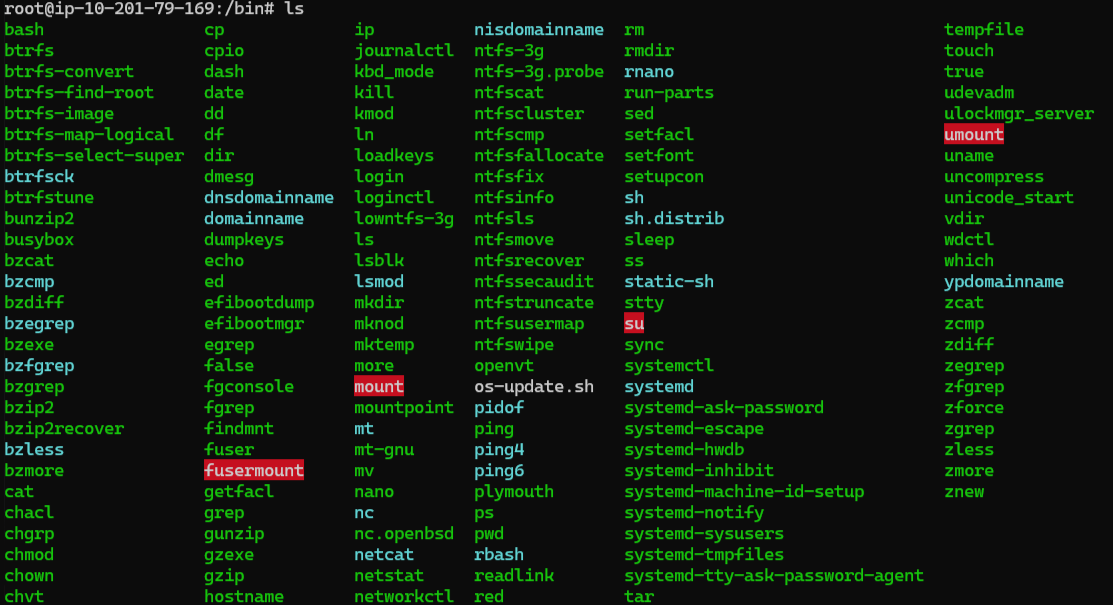 root@ip-10-201-79-169:/bin# ls
bash cp ip nisdomainname rm tempfile
btrfs cpio journalctl ntfs-3g rmdir touch
btrfs-convert dash kbd_mode ntfs-3g.probe rnano true
btrfs-find-root date kill ntfscat run-parts udevadm
btrfs-image dd kmod ntfscluster sed ulockmgr_server
btrfs-map-logical df ln ntfscmp setfacl umount
btrfs-select-super dir loadkeys ntfsfallocate setfont uname
btrfsck dmesg login ntfsfix setupcon uncompress
btrfstune dnsdomainname loginctl ntfsinfo sh unicode_start
bunzip2 domainname lowntfs-3g ntfsls sh.distrib vdir
busybox dumpkeys ls ntfsmove sleep wdctl
bzcat echo lsblk ntfsrecover ss which
bzcmp ed lsmod ntfssecaudit static-sh ypdomainname
bzdiff efibootdump mkdir ntfstruncate stty zcat
bzegrep efibootmgr mknod ntfsusermap su zcmp
bzexe egrep mktemp ntfswipe sync zdiff
bzfgrep false more openvt systemctl zegrep
bzgrep fgconsole mount os-update.sh systemd zfgrep
bzip2 fgrep mountpoint pidof systemd-ask-password zforce
bzip2recover findmnt mt ping systemd-escape zgrep
bzless fuser mt-gnu ping4 systemd-hwdb zless
bzmore fusermount mv ping6 systemd-inhibit zmore
cat getfacl nano plymouth systemd-machine-id-setup znew
chacl grep nc ps systemd-notify
chgrp gunzip nc.openbsd pwd systemd-sysusers
chmod gzexe netcat rbash systemd-tmpfiles
chown gzip netstat readlink systemd-tty-ask-password-agent
chvt hostname networkctl red tar